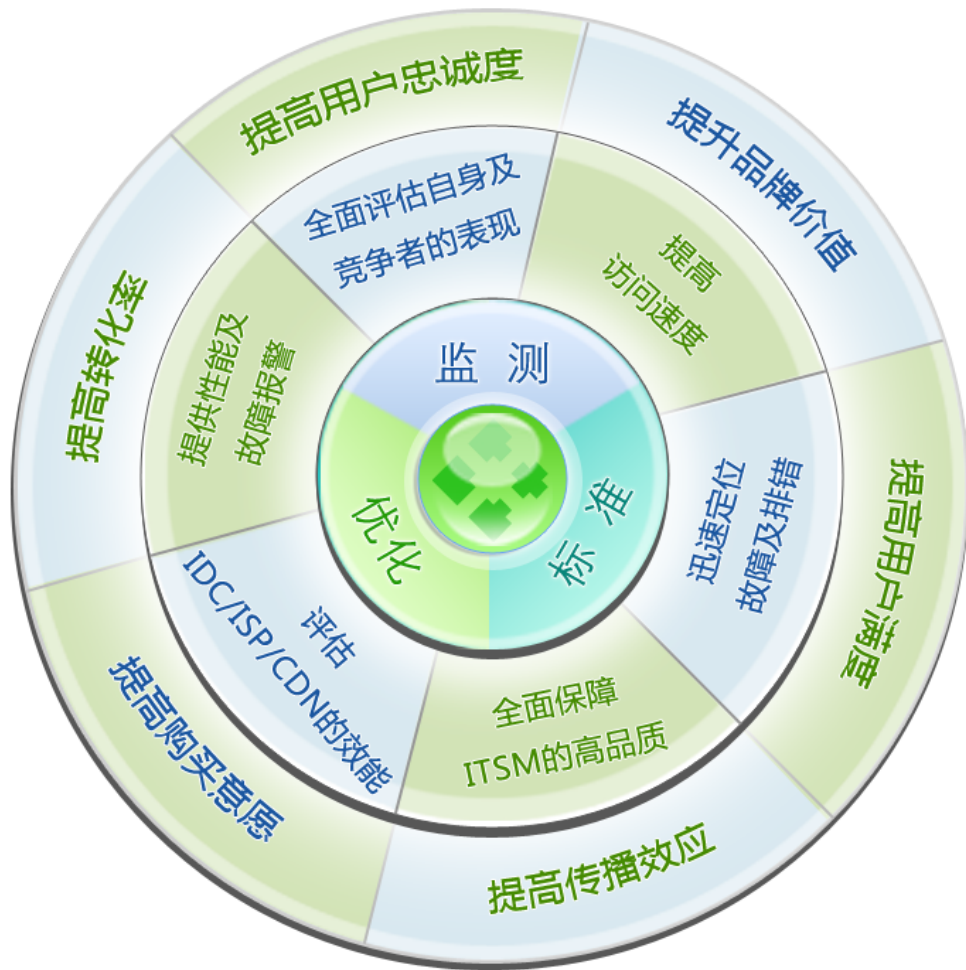 提高用户忠诚度
提升品牌价值
提高用户满度
提高传播效应
提高购买意愿
提高转化率
全面评估自身及
竞争者的表现
提高
访问速度
迅速定位
故障及排错
全面保障
ITSM的高品质
评估
IDC/ISP/CDN的效能
提供性能及
故障报警
监 测
标 准
优化